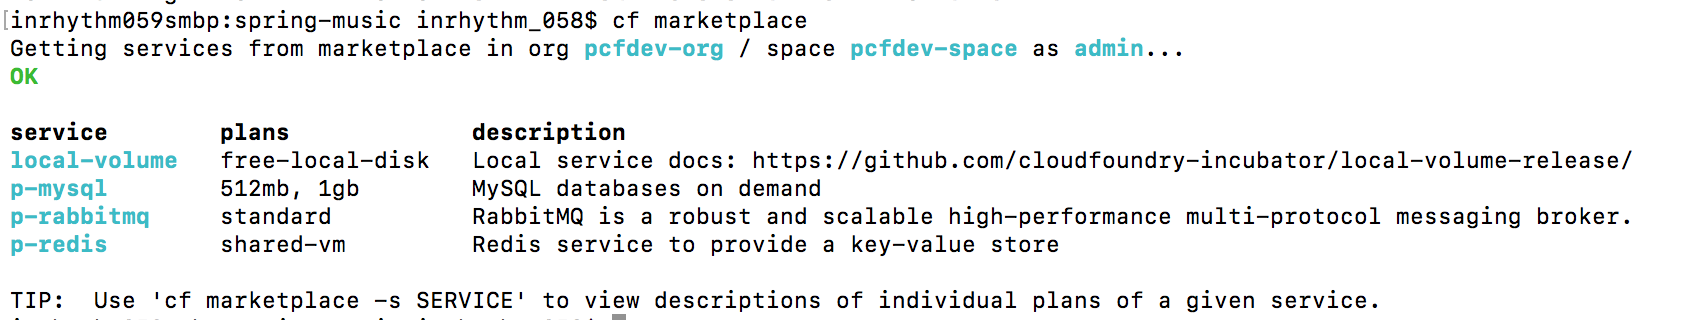 inrhythm059smbp:spring-music inrhythm_058$ cf marketplace
Getting services from marketplace in org pcfdev-org / space pcfdev-space as admin...
OK
service plans description
local-volume free-local-disk Local service docs: https://github.com/cloudfoundry-incubator/local-volume-release/
p-mysql 512mb, 1gb MySQL databases on demand
p-rabbitmq standard RabbitMQ is a robust and scalable high-performance multi-protocol messaging broker.
p-redis shared-vm Redis service to provide a key-value store
TIP: Use 'cf marketplace -s SERVICE' to view descriptions of individual plans of a given service.